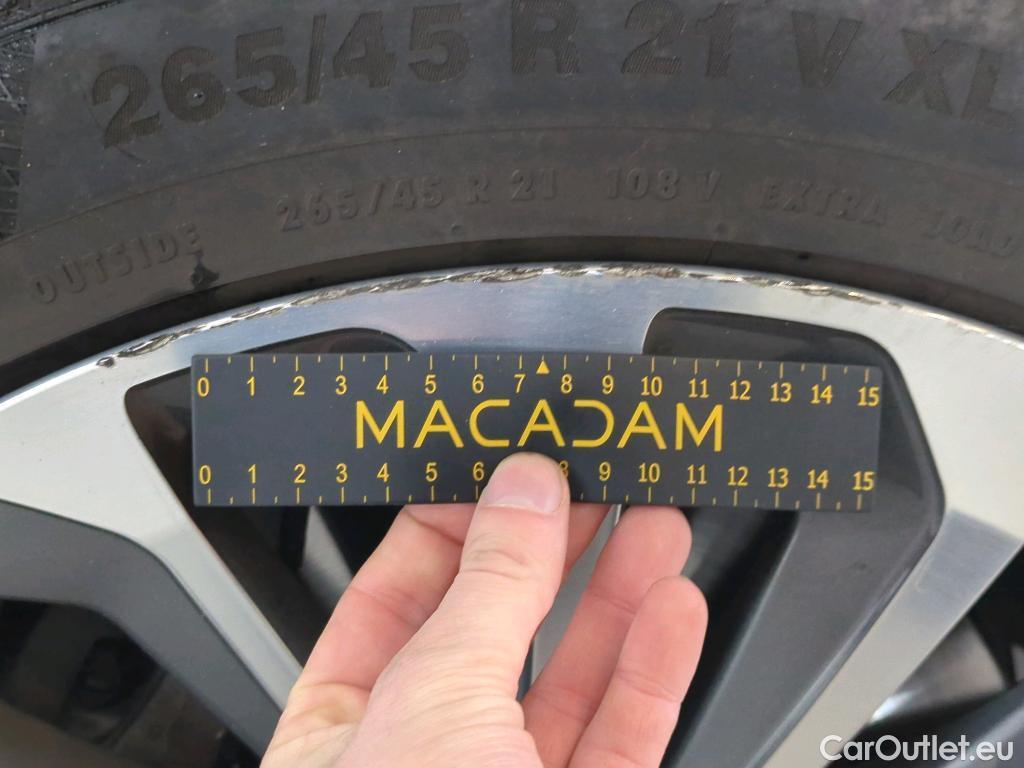 265/45 R 21 V XL
OUTSIDE 265/45 R 21 108 V EXTRA LOAD
0 1 2 3 4 5 6 7 8 9 10 11 12 13 14 15
MACADAM
0 1 2 3 4 5 6 8 9 10 11 12 13 14 15
CarOutlet.eu